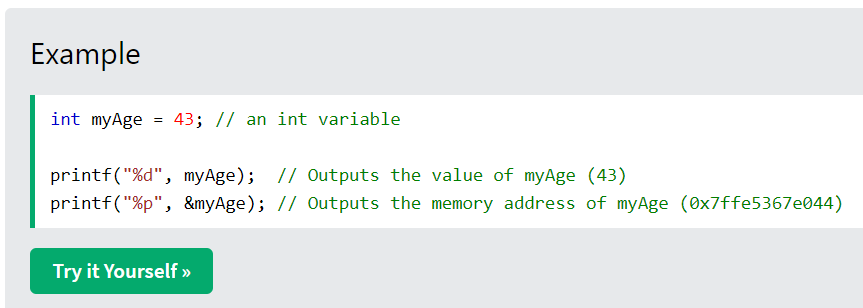 Example
int myAge = 43; // an int variable
printf("%d", myAge);  // Outputs the value of myAge (43)
printf("%p", &myAge); // Outputs the memory address of myAge (0x7ffe5367e044)
Try it Yourself »